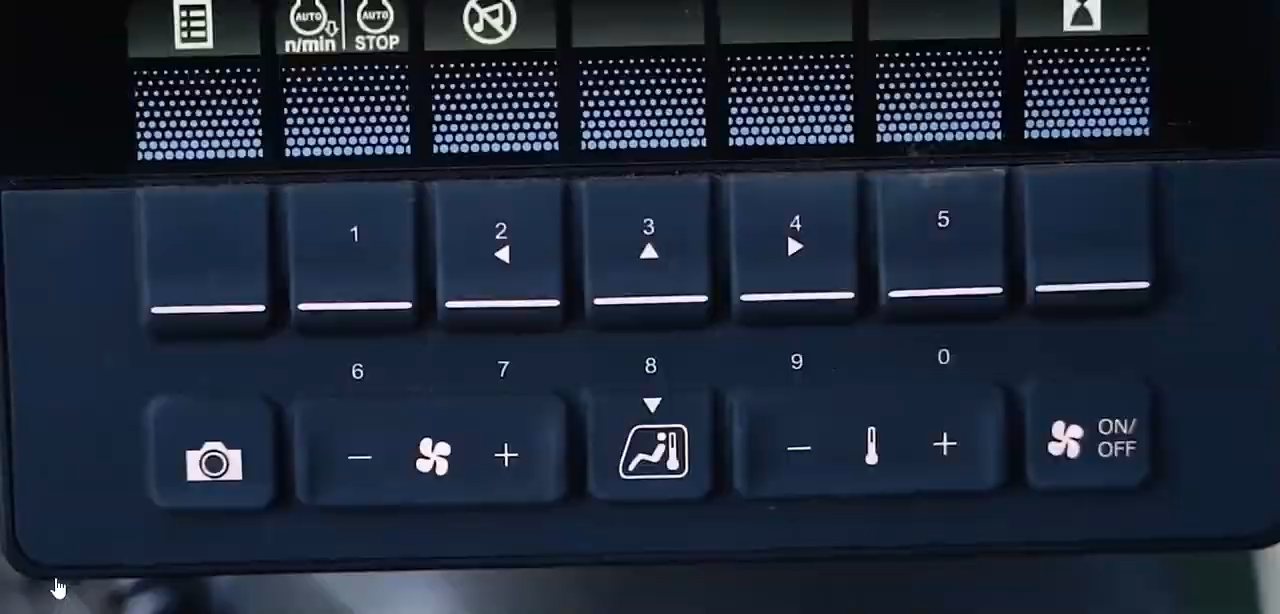 AUTO AUTO
n/min STOP
1 2 3 4 5
6 7 8 9 0
− + − + ON/
OFF